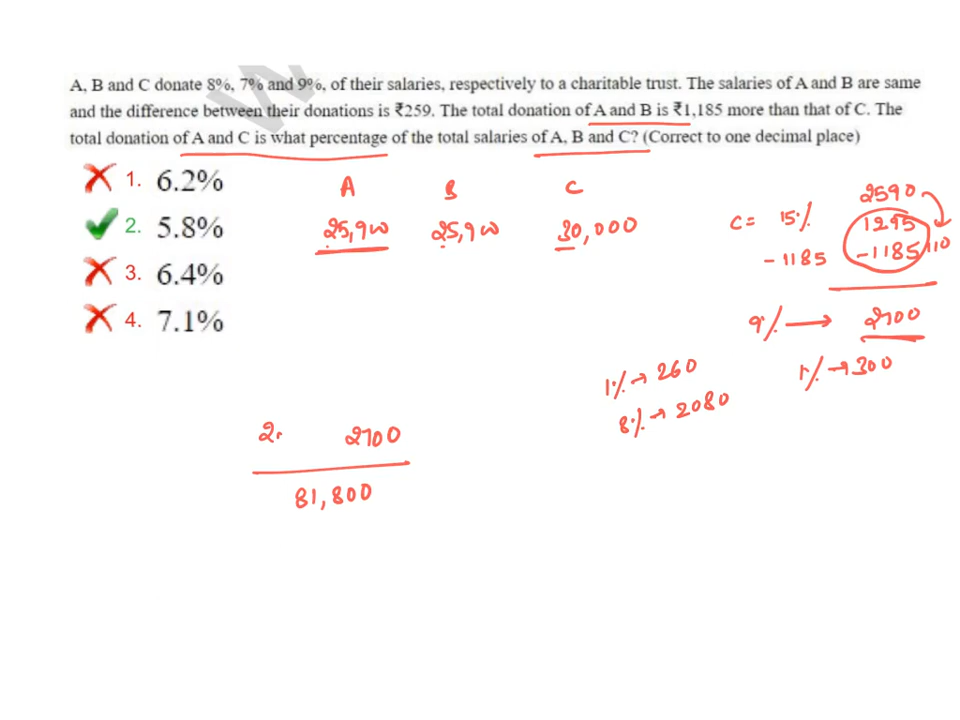 W
A, B and C donate 8%, 7% and 9%, of their salaries, respectively to a charitable trust. The salaries of A and B are same
and the difference between their donations is ₹259. The total donation of A and B is ₹1,185 more than that of C. The
total donation of A and C is what percentage of the total salaries of A, B and C? (Correct to one decimal place)
1. 6.2%
2. 5.8%
3. 6.4%
4. 7.1%
A B C
25,900 25,900 30,000
2590
C = 15% 1295
- 1185 -1185 110
9% → 2700
1% → 300
1% → 260
8% → 2080
2. 2700
81,800